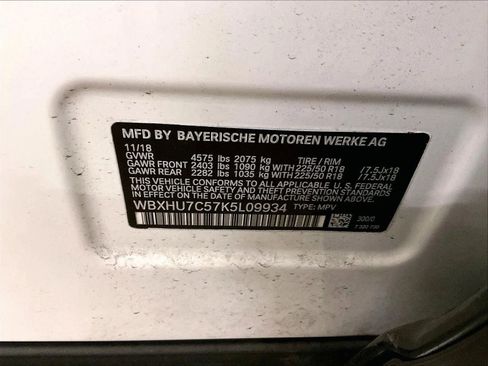 MFD BY BAYERISCHE MOTOREN WERKE AG
11/18
GVWR 4575 lbs 2075 kg TIRE / RIM
GAWR FRONT 2403 lbs 1090 kg WITH 225/50 R18 / 7.5Jx18
GAWR REAR 2282 lbs 1035 kg WITH 225/50 R18 / 7.5Jx18
THIS VEHICLE CONFORMS TO ALL APPLICABLE U.S. FEDERAL
MOTOR VEHICLE SAFETY AND THEFT PREVENTION STANDARDS
IN EFFECT ON THE DATE OF MANUFACTURE SHOWN ABOVE.
WBXHU7C57K5L09934 TYPE: MPV
300/0